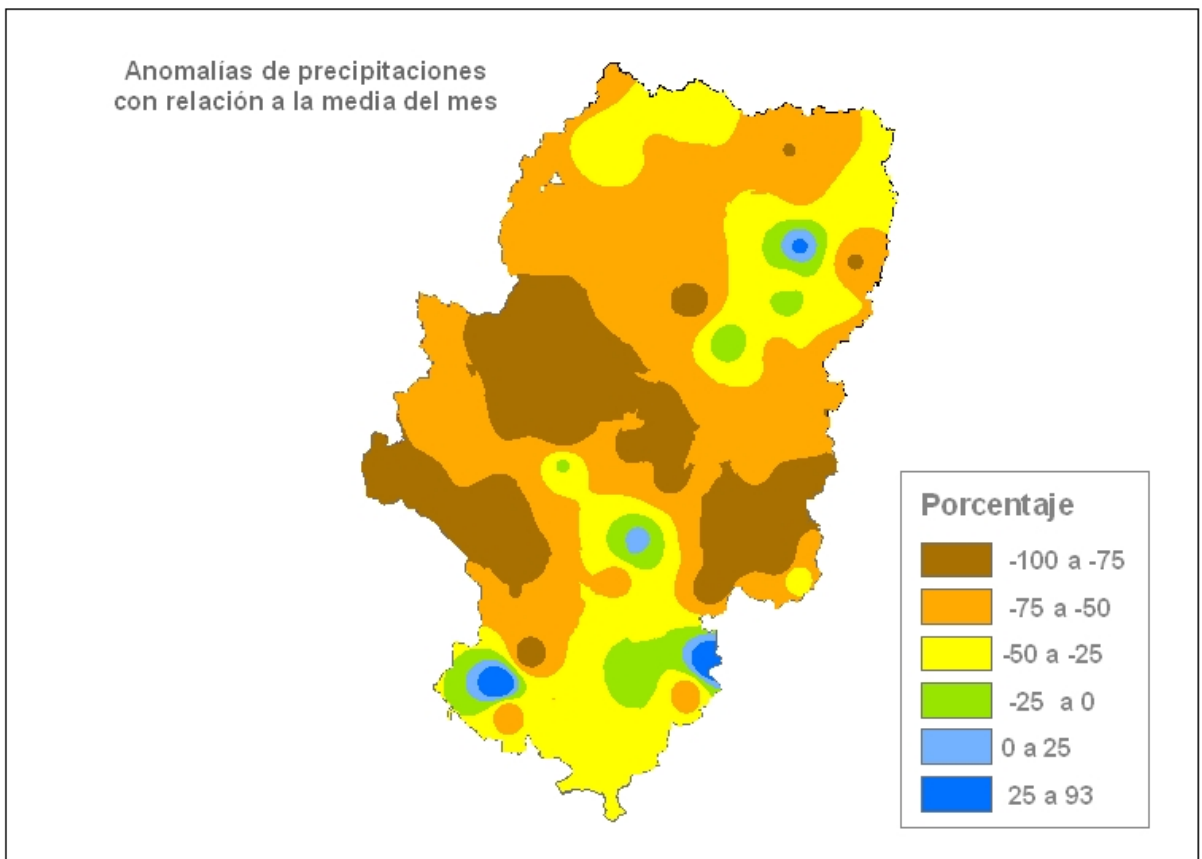 Anomalías de precipitaciones
con relación a la media del mes
Porcentaje
-100 a -75
-75 a -50
-50 a -25
-25 a 0
0 a 25
25 a 93